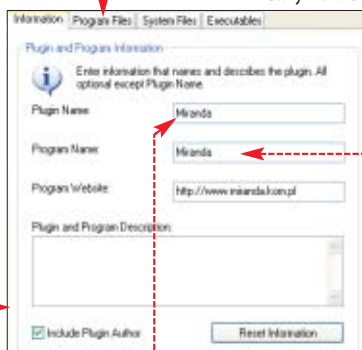 Information Program Files System Files Executables
Plugin and Program Information
Enter information that names and describes the plugin. All
optional except Plugin Name.
Plugin Name: Miranda
Program Name: Miranda
Program Website: http://www.miranda.kom.pl
Plugin and Program Description:
Include Plugin Author Reset Information